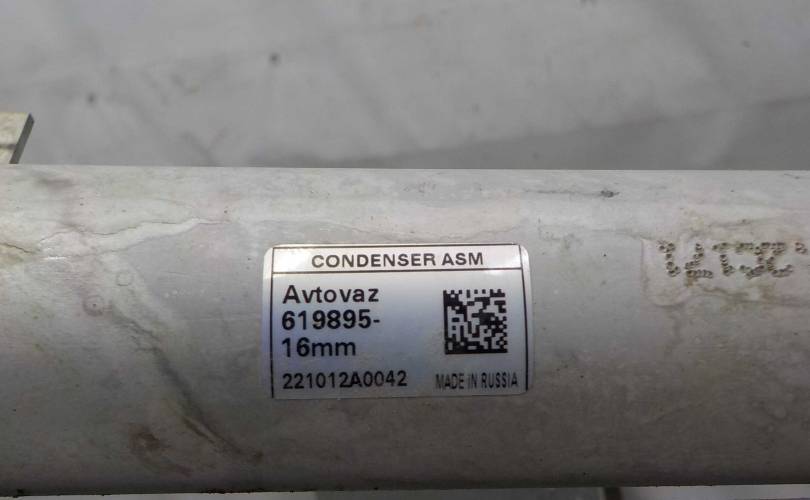 CONDENSER ASM
Avtovaz
619895-
16mm
221012A0042 MADE IN RUSSIA